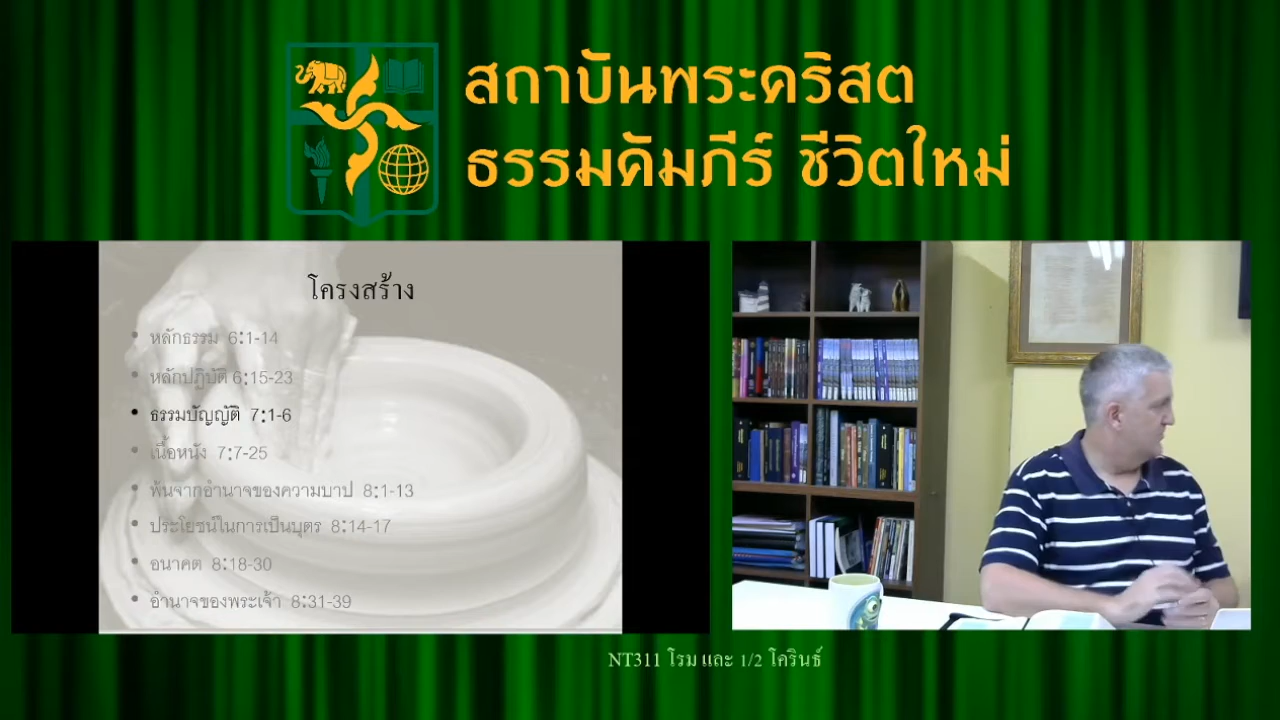 สถาบันพระคริสต
ธรรมคัมภีร์ ชีวิตใหม่
โครงสร้าง
• หลักธรรม 6:1-14
• หลักปฏิบัติ 6:15-23
• ธรรมบัญญัติ 7:1-6
• เนื้อหนัง 7:7-25
• พ้นจากอำนาจของความบาป 8:1-13
• ประโยชน์ในการเป็นบุตร 8:14-17
• อนาคต 8:18-30
• อำนาจของพระเจ้า 8:31-39
NT311 โรม และ 1/2 โครินธ์